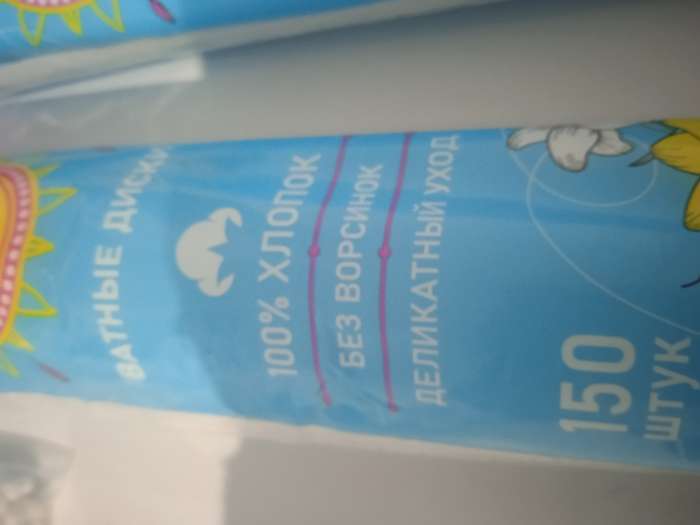 ВАТНЫЕ ДИСКИ
100% ХЛОПОК
БЕЗ ВОРСИНОК
ДЕЛИКАТНЫЙ УХОД
150
ШТУК